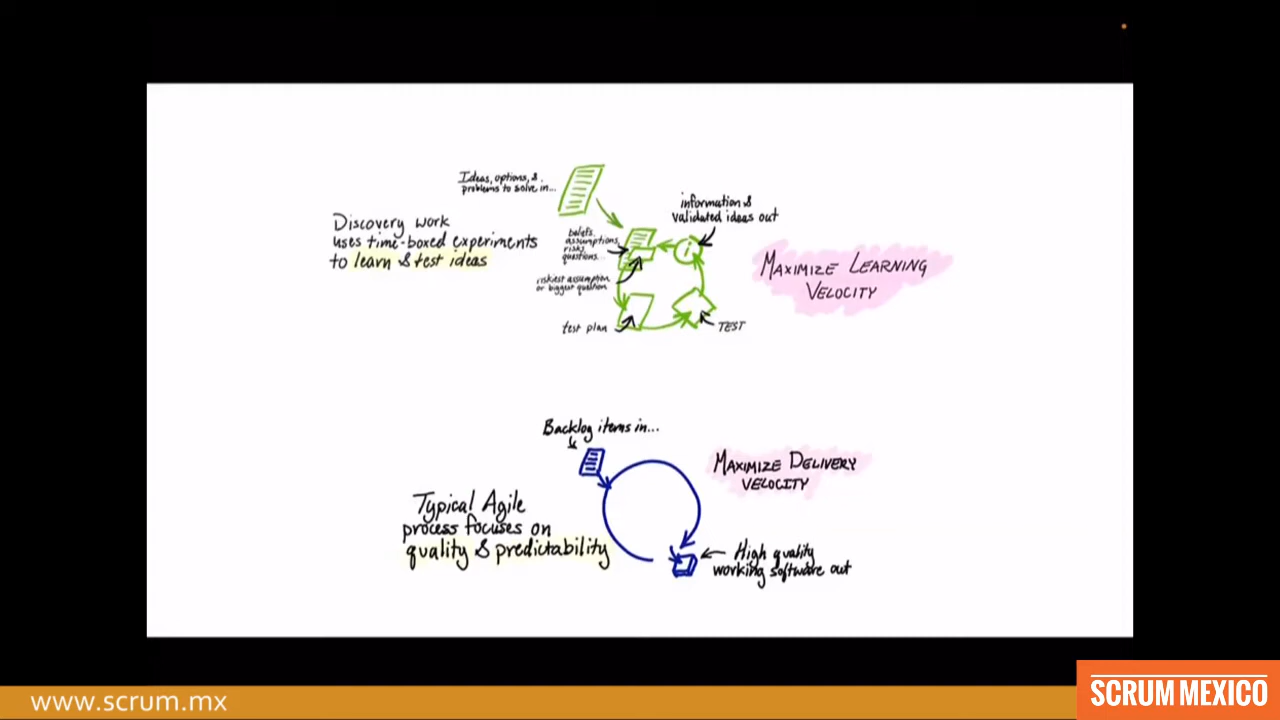 Ideas, options, &
problems to solve in...
information &
validated ideas out
Discovery work
uses time-boxed experiments
to learn & test ideas
beliefs,
assumptions,
risks,
questions...
i
riskiest assumption
or biggest question
test plan
TEST
MAXIMIZE LEARNING
VELOCITY
Backlog items in...
MAXIMIZE DELIVERY
VELOCITY
Typical Agile
process focuses on
quality & predictability
High quality
working software out
www.scrum.mx
SCRUM MEXICO